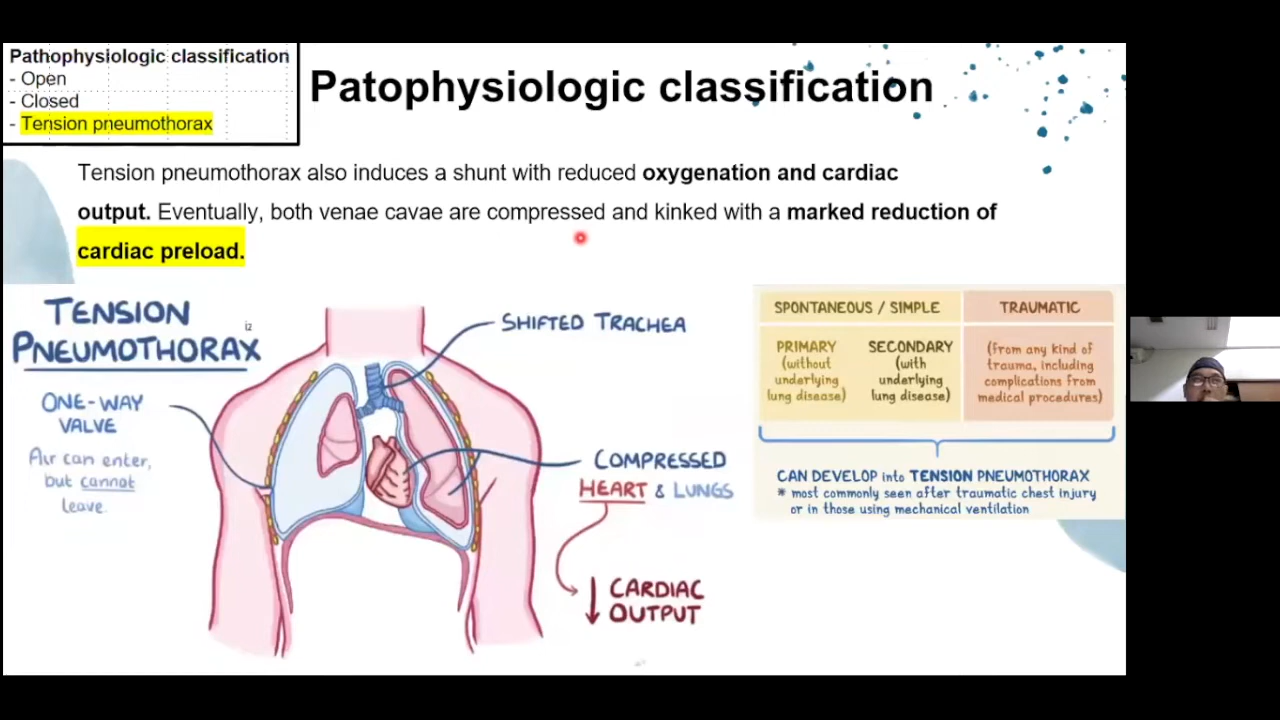 Pathophysiologic classification
- Open
- Closed
- Tension pneumothorax
Patophysiologic classification
Tension pneumothorax also induces a shunt with reduced oxygenation and cardiac
output. Eventually, both venae cavae are compressed and kinked with a marked reduction of
cardiac preload.
TENSION
PNEUMOTHORAX
ONE-WAY
VALVE
Air can enter,
but cannot
leave.
SHIFTED TRACHEA
COMPRESSED
HEART & LUNGS
↓ CARDIAC
OUTPUT
SPONTANEOUS / SIMPLE
TRAUMATIC
PRIMARY
(without
underlying
lung disease)
SECONDARY
(with
underlying
lung disease)
(from any kind of
trauma, including
complications from
medical procedures)
CAN DEVELOP into TENSION PNEUMOTHORAX
* most commonly seen after traumatic chest injury
or in those using mechanical ventilation